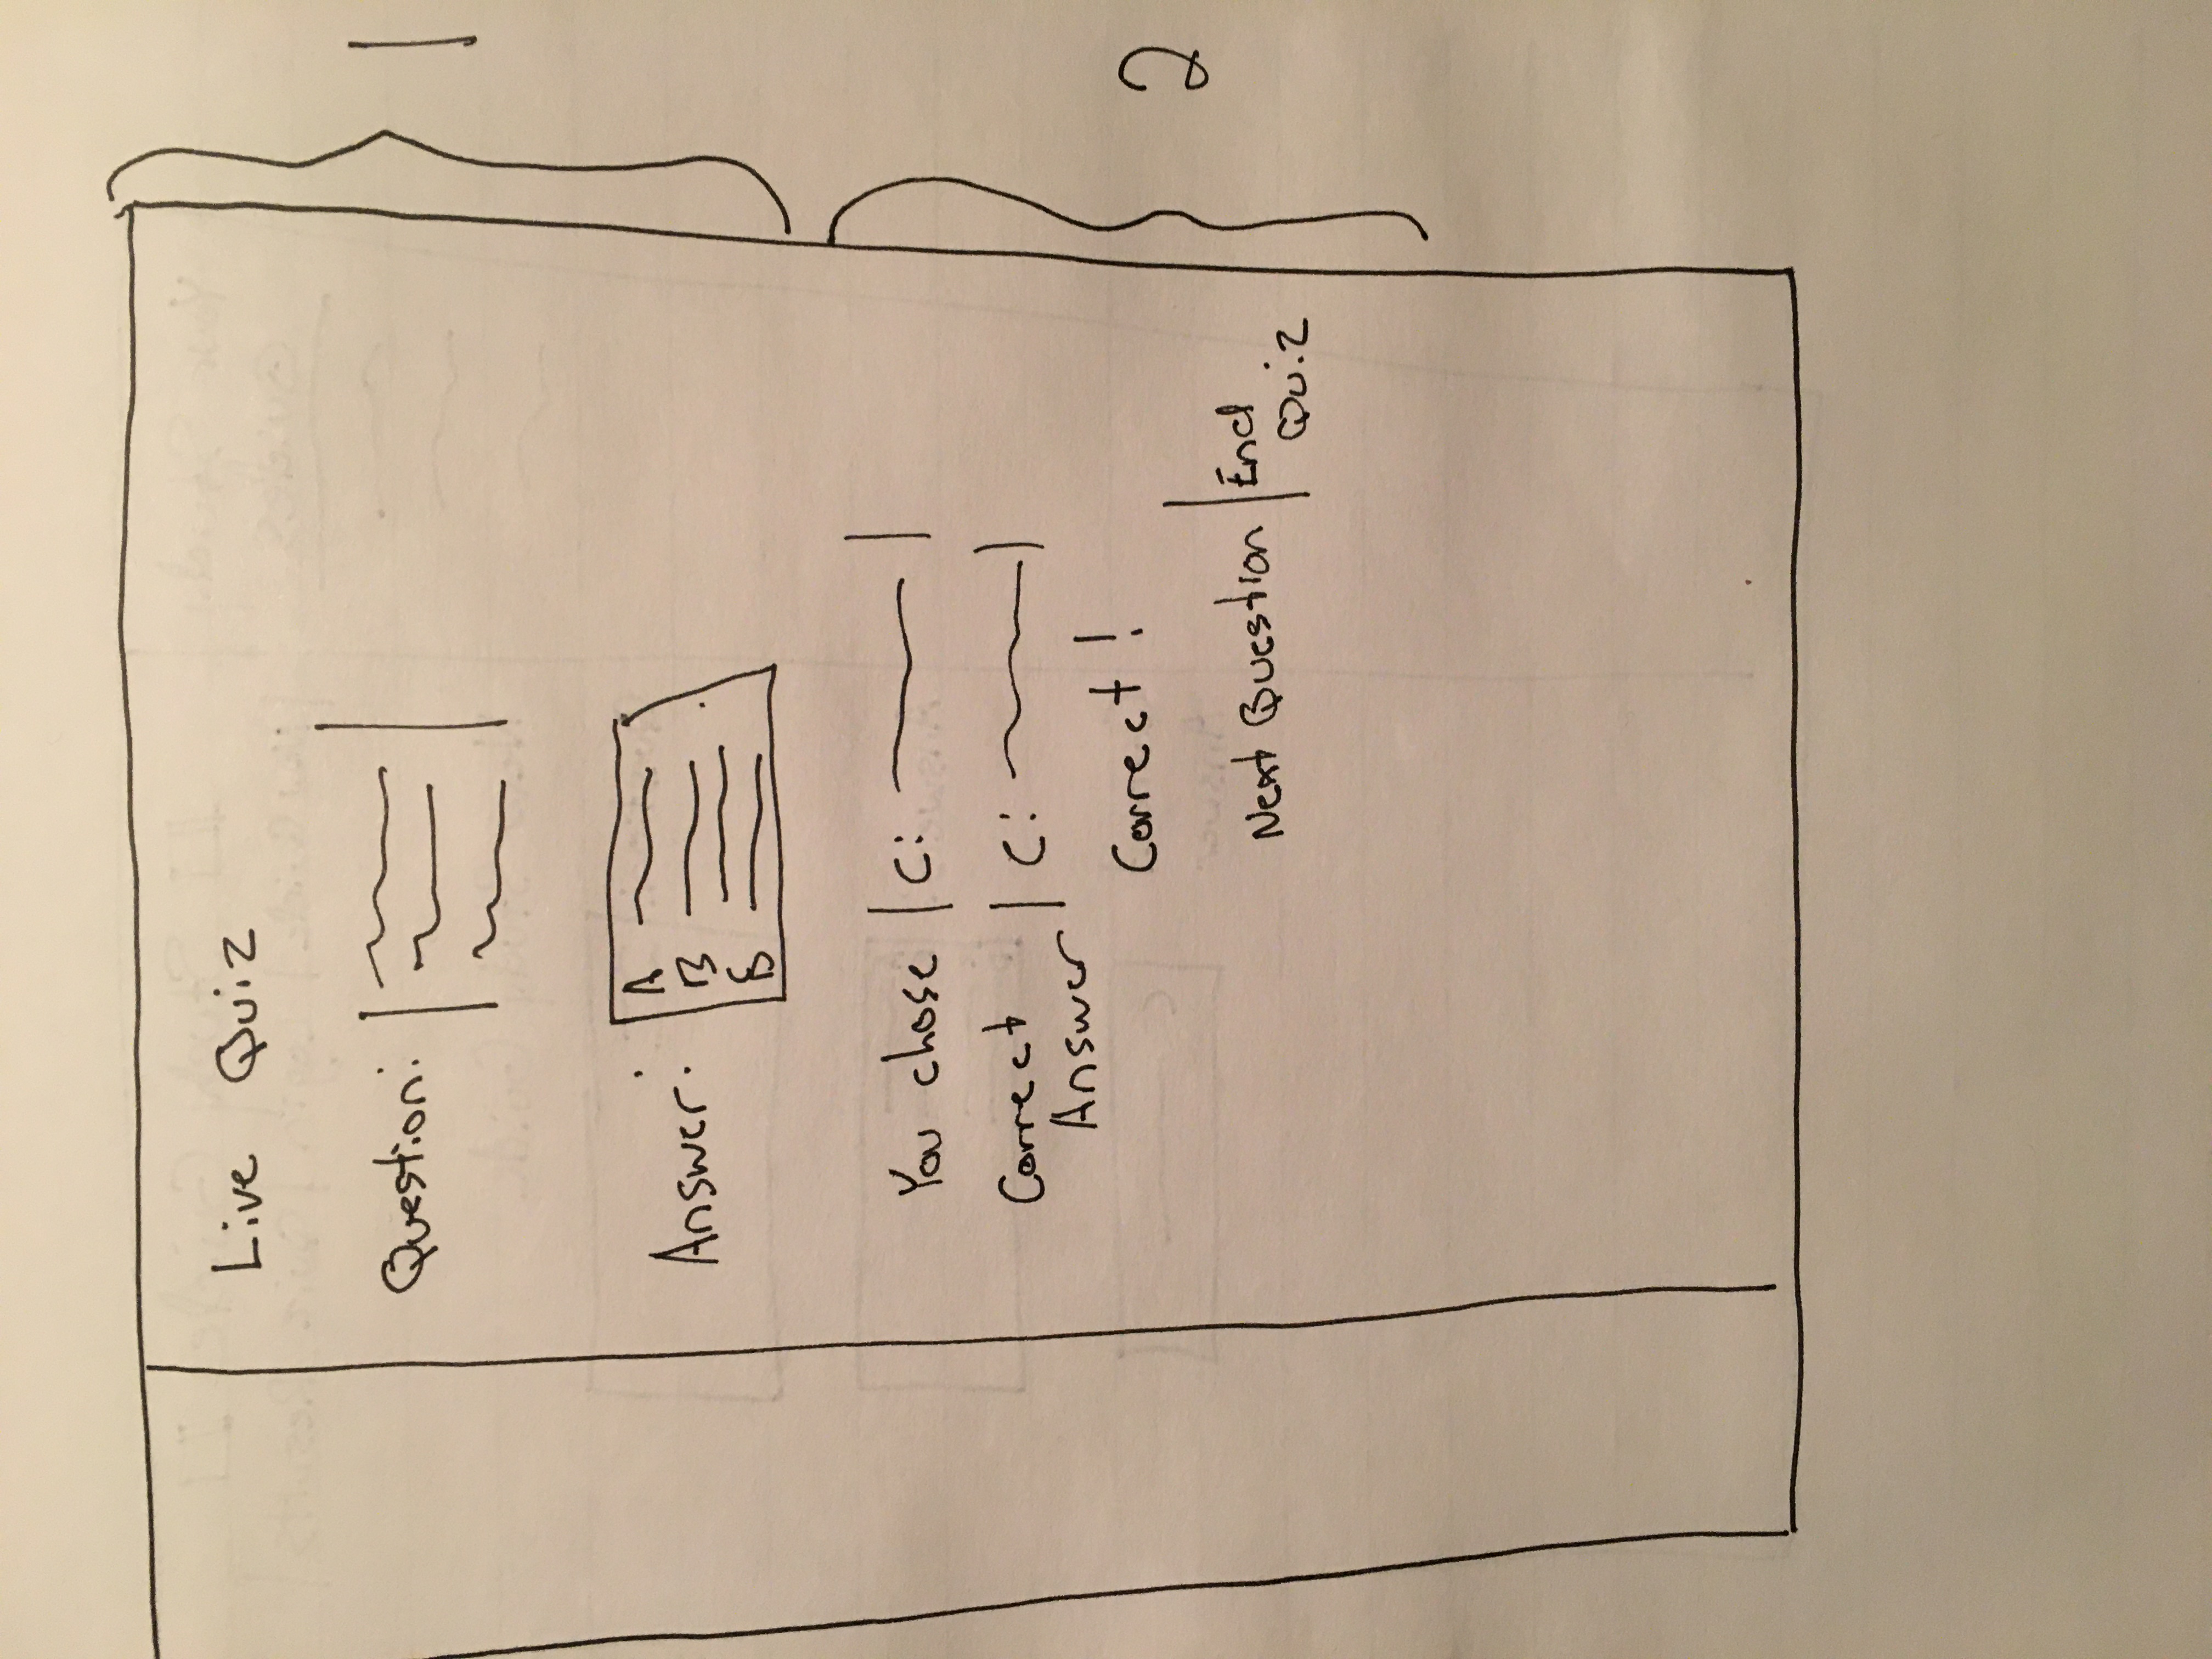 Live Quiz
1
Question:
Answer:
A
B
You chose | C:
Correct | C:
Answer
Correct!
2
Next Question | End
Quiz